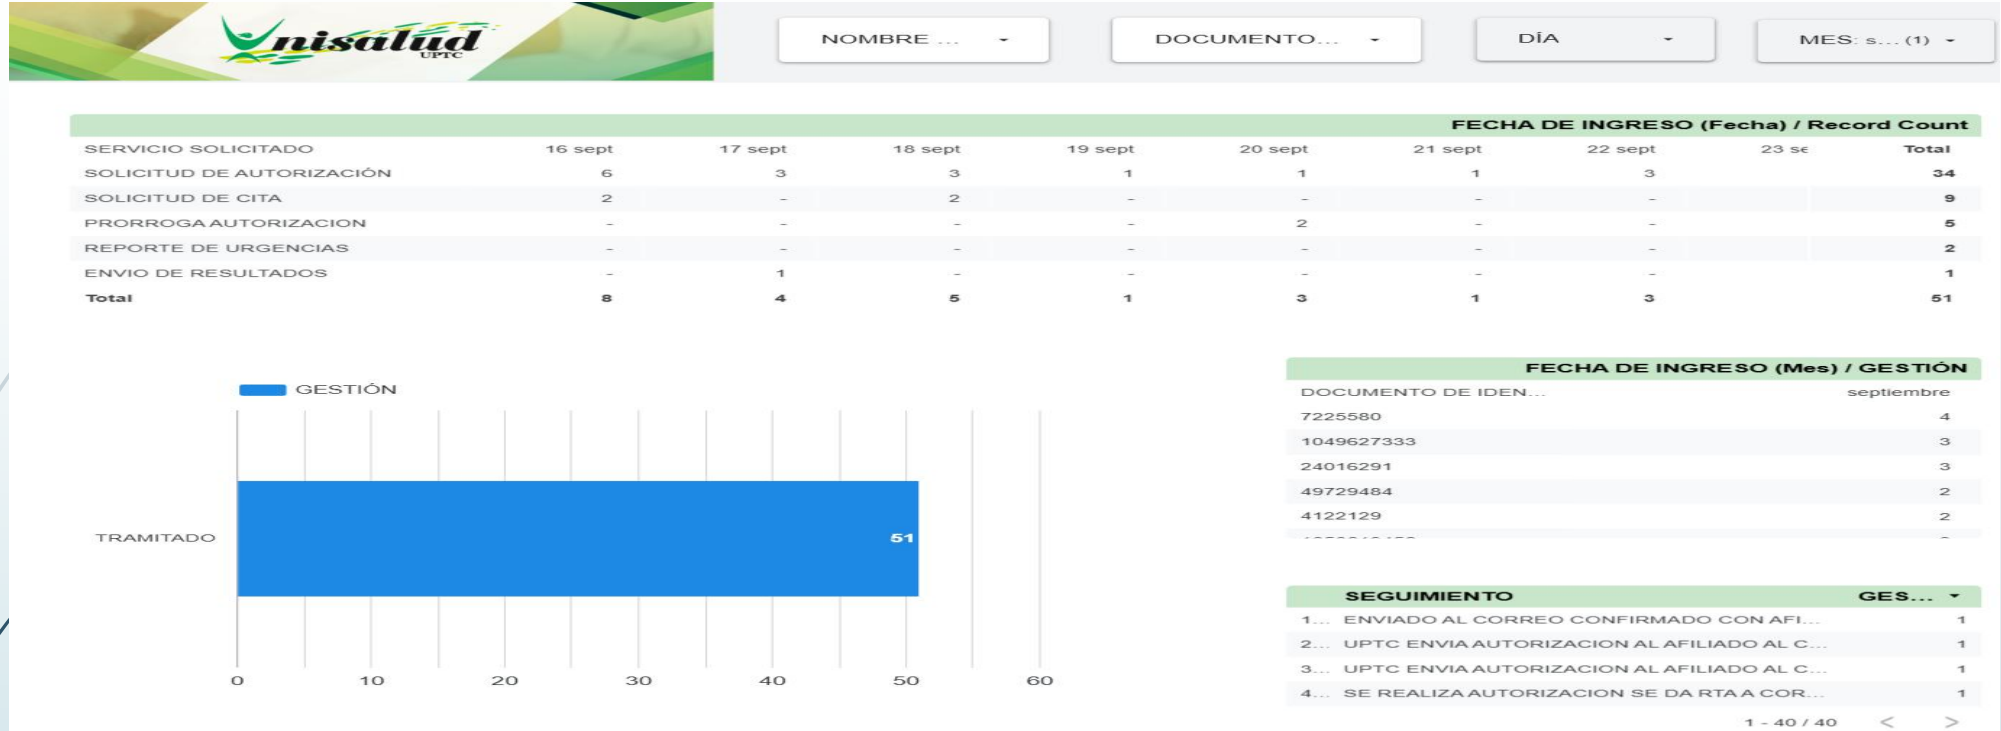 Unisalud
UPTC
NOMBRE ...
DOCUMENTO...
DÍA
MES: s... (1)
FECHA DE INGRESO (Fecha) / Record Count
SERVICIO SOLICITADO 16 sept 17 sept 18 sept 19 sept 20 sept 21 sept 22 sept 23 Total
SOLICITUD DE AUTORIZACIÓN 6 3 3 1 1 1 3 34
SOLICITUD DE CITA 2 - 2 - - - - 9
PRORROGA AUTORIZACION - - - - 2 - - 5
REPORTE DE URGENCIAS - - - - - - - 2
ENVIO DE RESULTADOS - 1 - - - - - 1
Total 8 4 5 1 3 1 3 51
GESTIÓN
TRAMITADO 51
0 10 20 30 40 50 60
FECHA DE INGRESO (Mes) / GESTIÓN
DOCUMENTO DE IDEN... septiembre
7225580 4
1049627333 3
24016291 3
49729484 2
4122129 2
SEGUIMIENTO GES...
1... ENVIADO AL CORREO CONFIRMADO CON AFI... 1
2... UPTC ENVIA AUTORIZACION AL AFILIADO AL C... 1
3... UPTC ENVIA AUTORIZACION AL AFILIADO AL C... 1
4... SE REALIZA AUTORIZACION SE DA RTA A COR... 1
1 - 40 / 40 < >